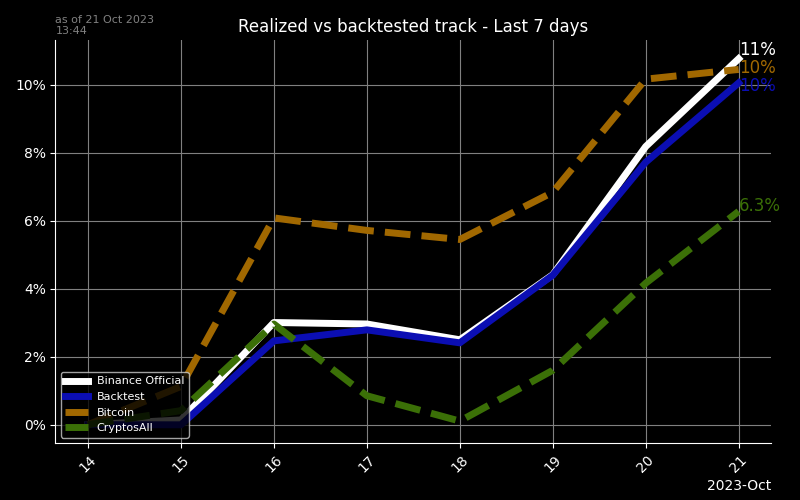 as of 21 Oct 2023
13:44
Realized vs backtested track - Last 7 days
11%
10%
10%
6.3%
10%
8%
6%
4%
2%
0%
Binance Official
Backtest
Bitcoin
CryptosAll
14
15
16
17
18
19
20
21
2023-Oct